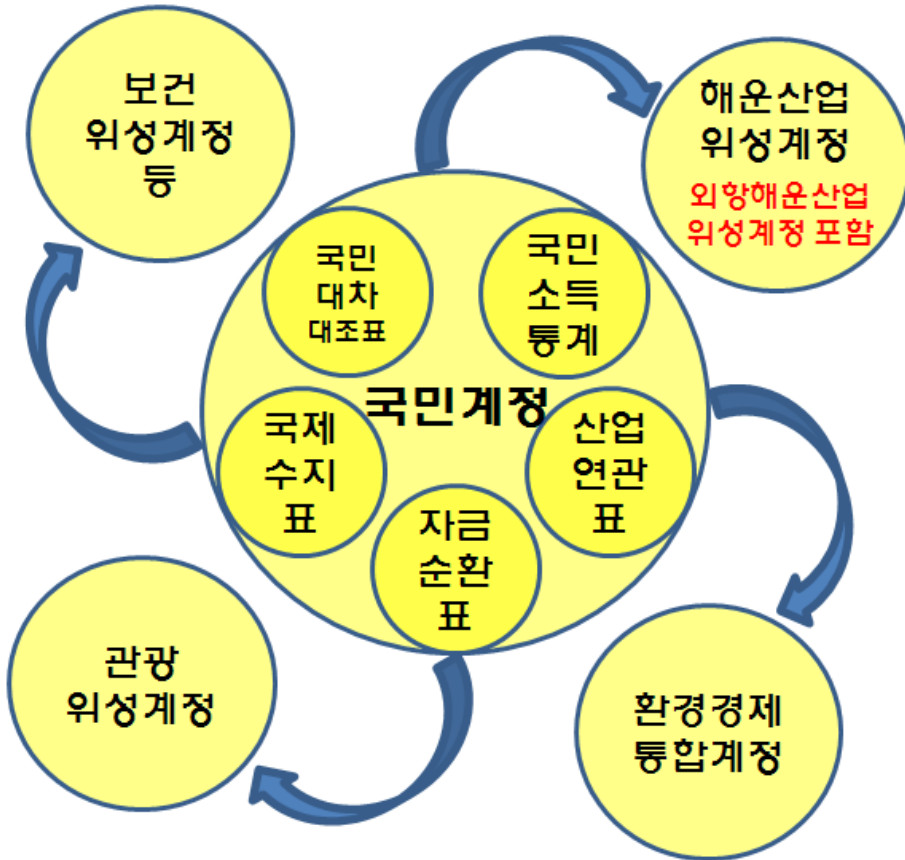 보건
위성계정
등
해운산업
위성계정
외항해운산업
위성계정 포함
국민
대차
대조표
국민
소득
통계
국민계정
국제
수지
표
산업
연관
표
자금
순환
표
관광
위성계정
환경경제
통합계정